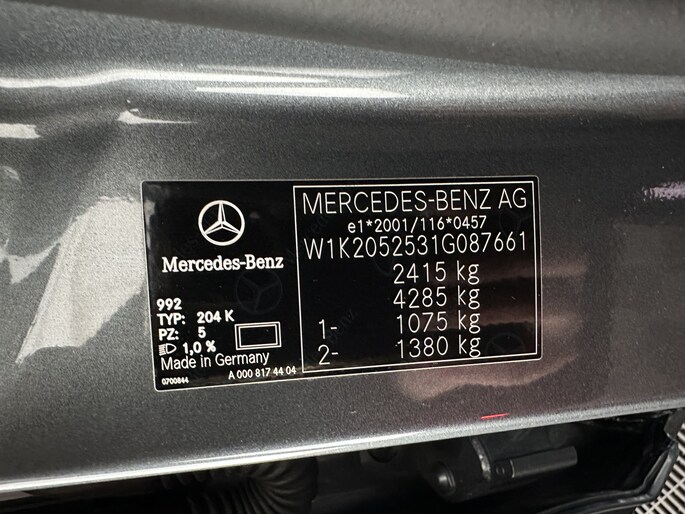 Mercedes-Benz
992
TYP: 204 K
PZ: 5
1,0 %
Made in Germany
0700844
A 000 817 44 04
MERCEDES-BENZ AG
e1*2001/116*0457
W1K2052531G087661
2415 kg
4285 kg
1- 1075 kg
2- 1380 kg